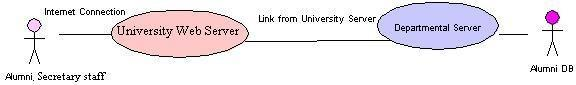 Internet Connection
University Web Server
Link from University Server
Departmental Server
Alumni, Secretary staff
Alumni DB